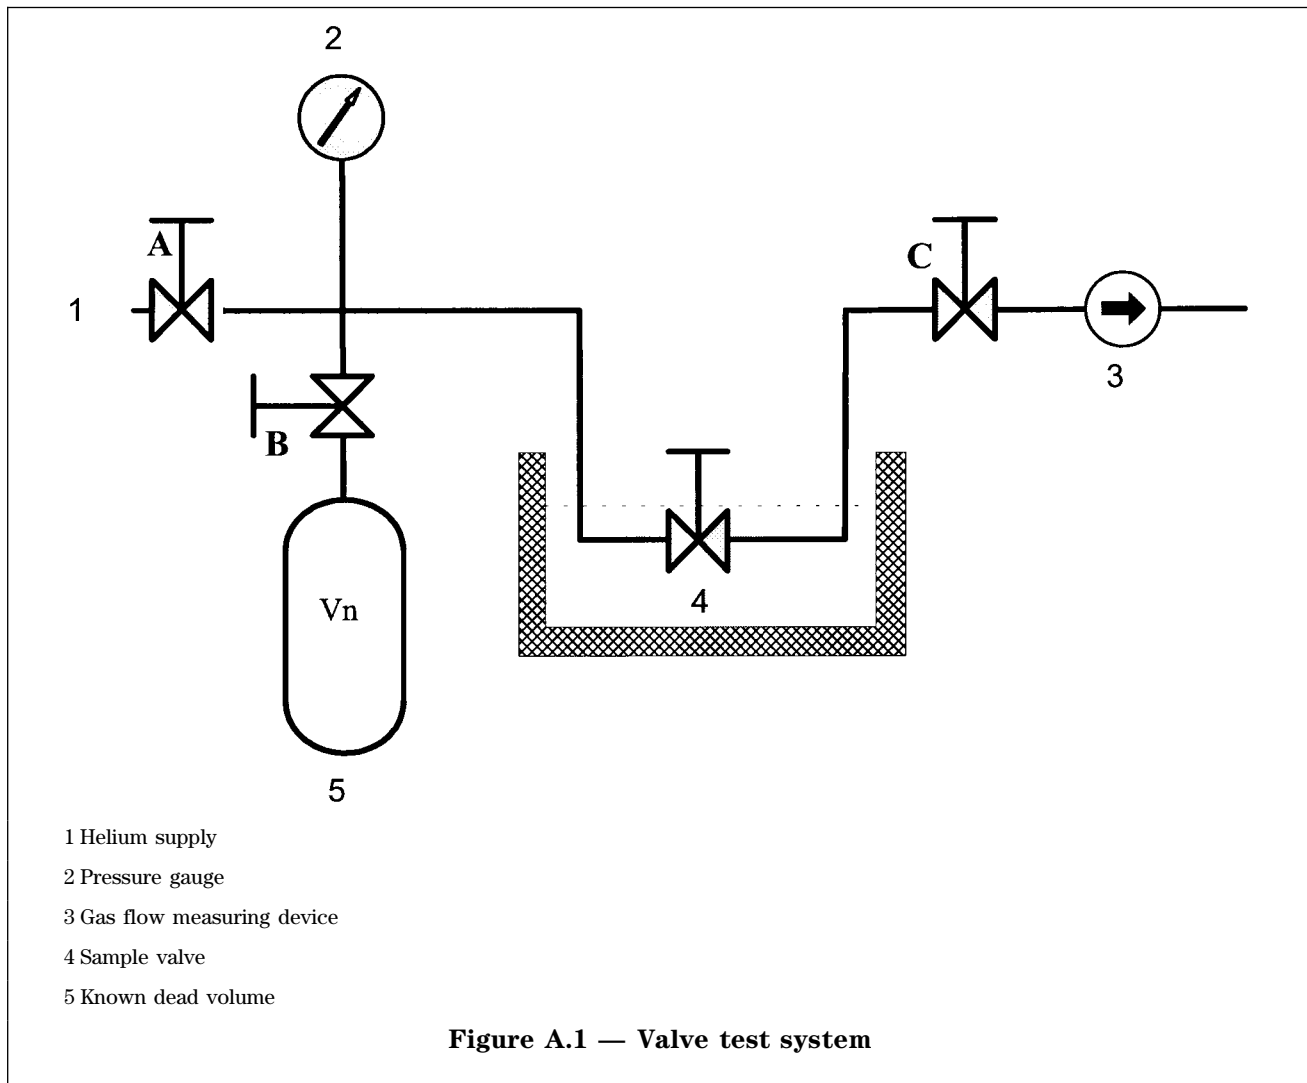 2
A
C
1
3
B
Vn
4
5
1 Helium supply
2 Pressure gauge
3 Gas flow measuring device
4 Sample valve
5 Known dead volume
Figure A.1 — Valve test system